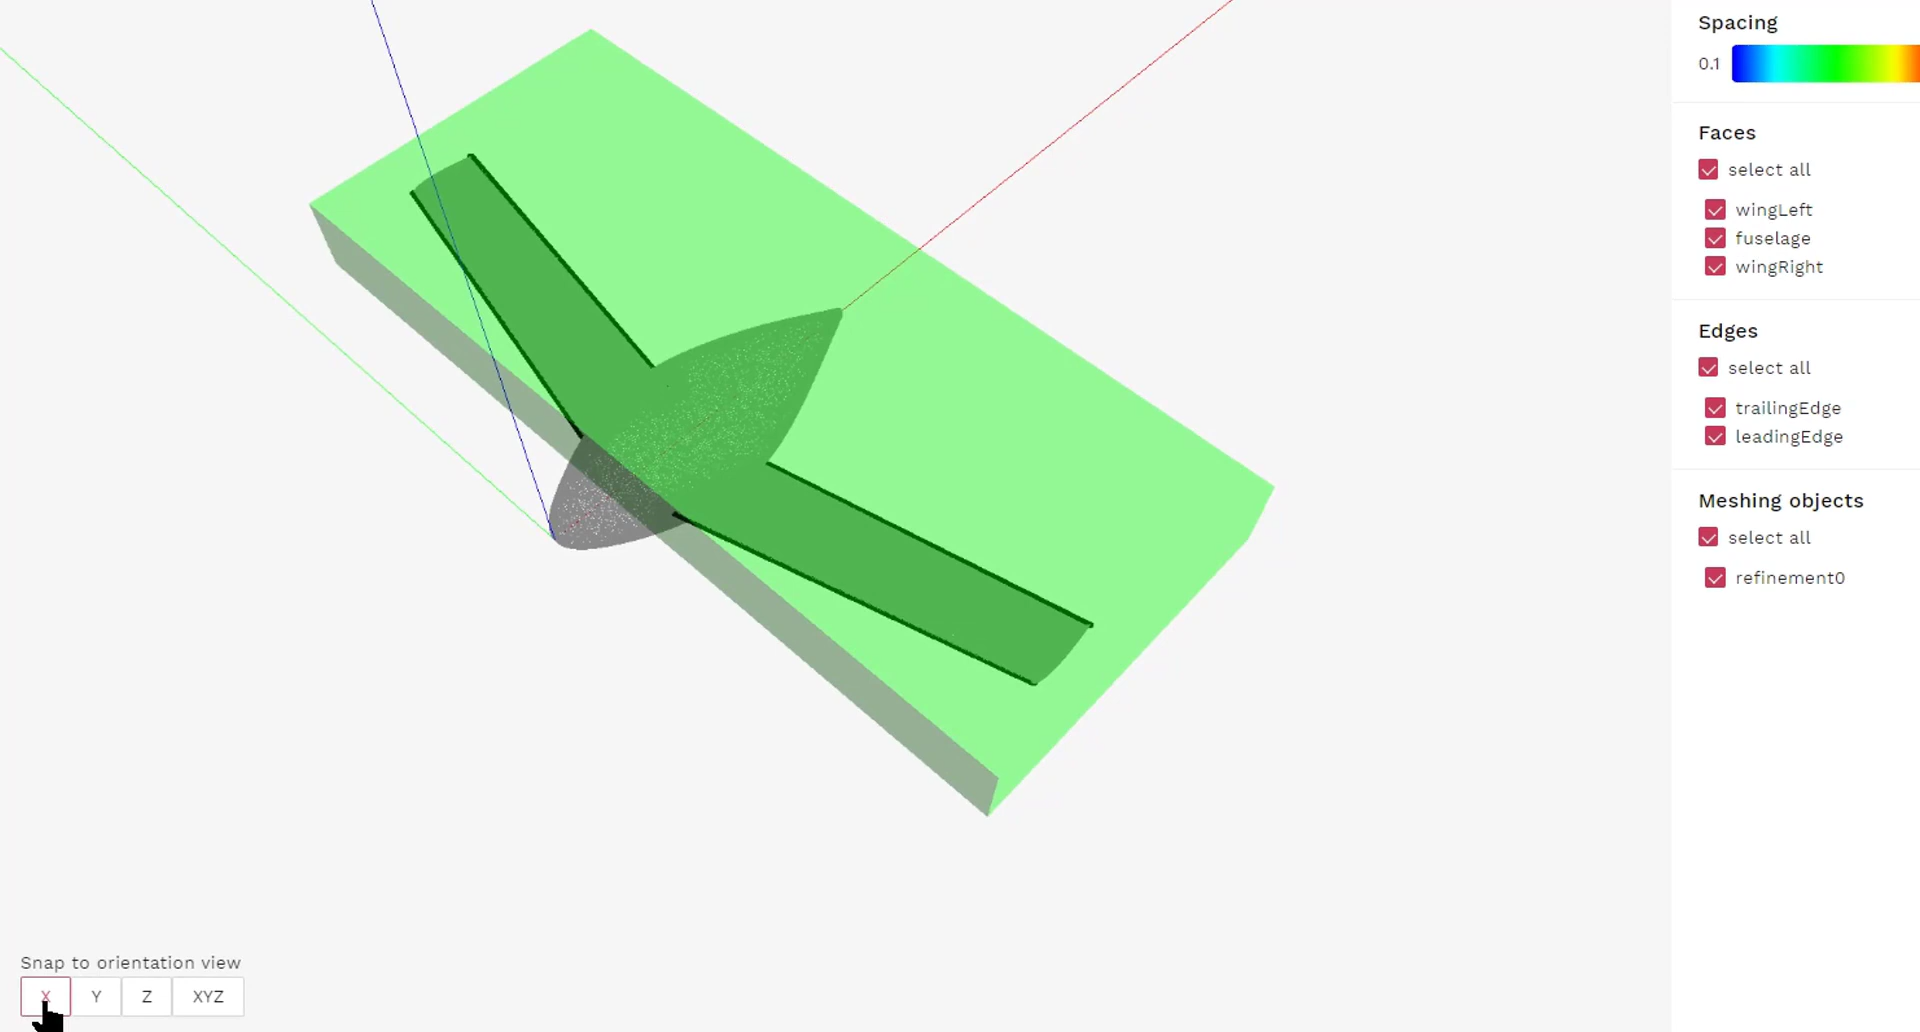 Spacing
0.1
Faces
select all
wingLeft
fuselage
wingRight
Edges
select all
trailingEdge
leadingEdge
Meshing objects
select all
refinement0
Snap to orientation view
X Y Z XYZ